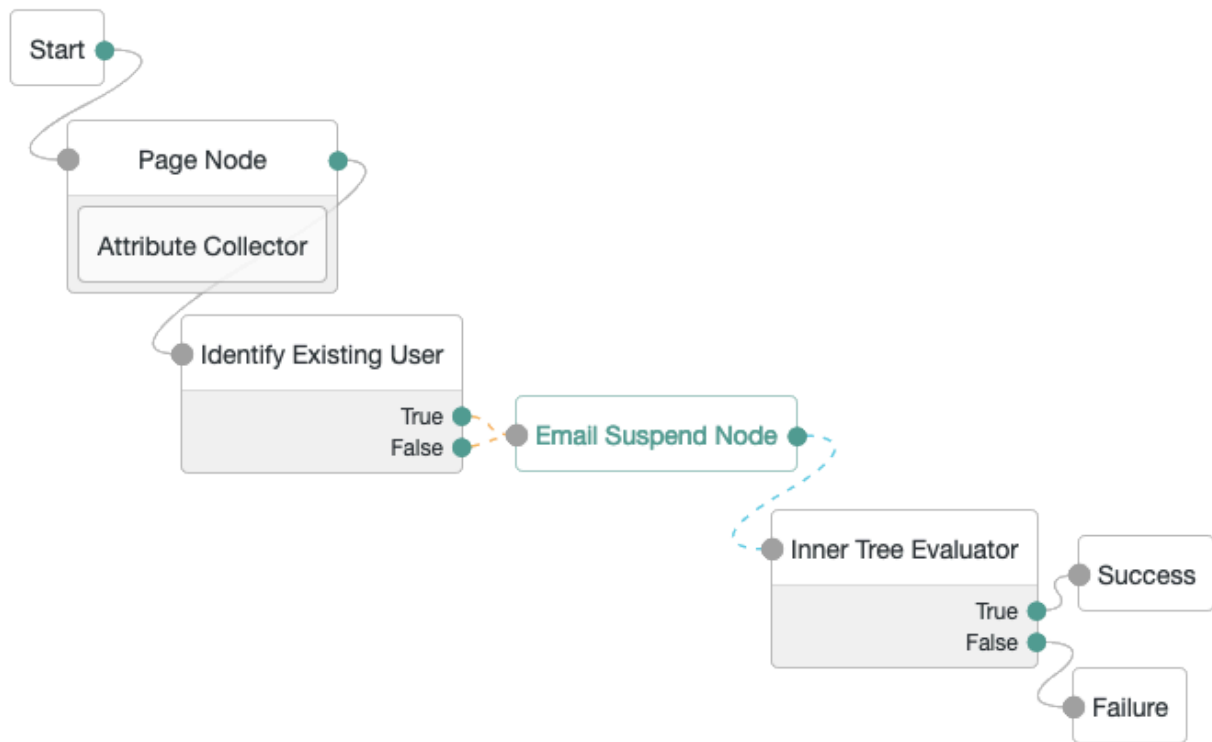 Start
Page Node
Attribute Collector
Identify Existing User
True
False
Email Suspend Node
Inner Tree Evaluator
True
False
Success
Failure